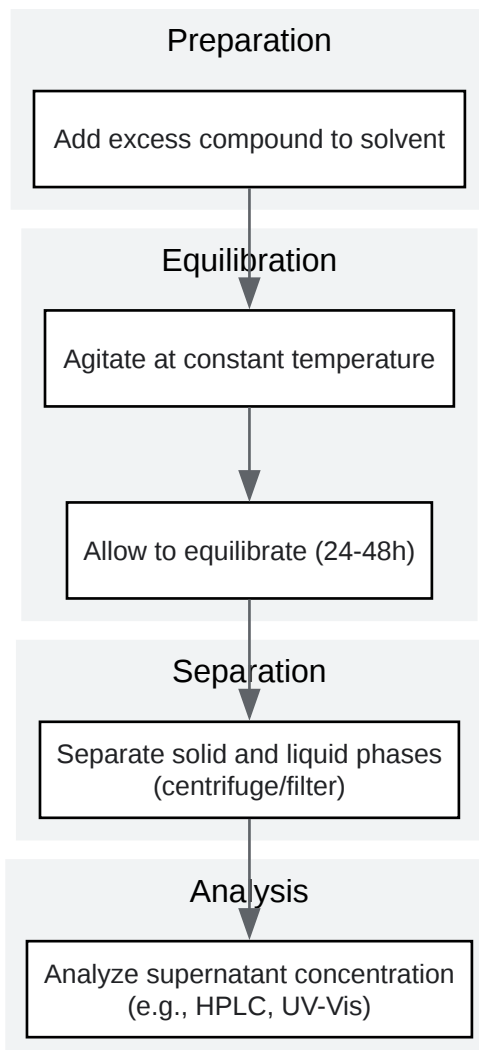 Preparation
Add excess compound to solvent
Equilibration
Agitate at constant temperature
Allow to equilibrate (24-48h)
Separation
Separate solid and liquid phases
(centrifuge/filter)
Analysis
Analyze supernatant concentration
(e.g., HPLC, UV-Vis)